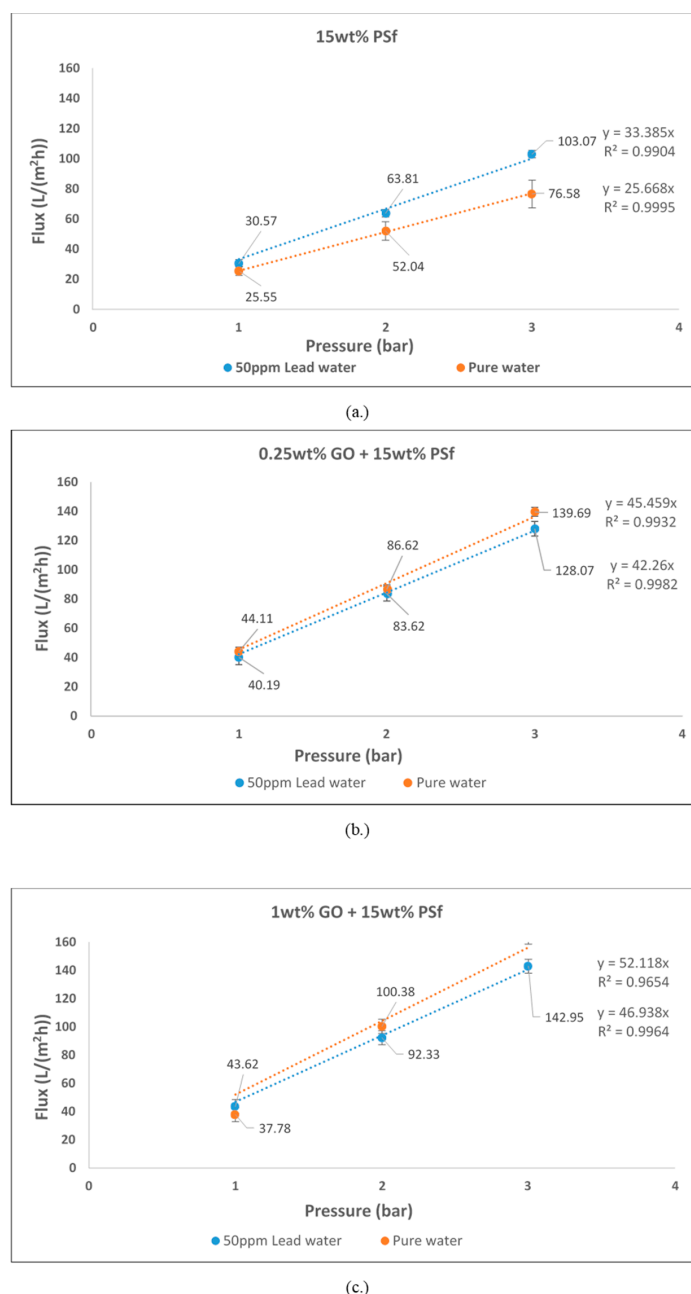 15wt% PSf
160
140
120
100
80
60
40
20
0
Flux (L/(m²h))
30.57
63.81
103.07
25.55
52.04
76.58
y = 33.385x
R² = 0.9904
y = 25.668x
R² = 0.9995
0 1 2 3 4
Pressure (bar)
50ppm Lead water Pure water
(a.)
0.25wt% GO + 15wt% PSf
160
140
120
100
80
60
40
20
0
Flux (L/(m²h))
44.11
86.62
139.69
40.19
83.62
128.07
y = 45.459x
R² = 0.9932
y = 42.26x
R² = 0.9982
0 1 2 3 4
Pressure (bar)
50ppm Lead water Pure water
(b.)
1wt% GO + 15wt% PSf
160
140
120
100
80
60
40
20
0
Flux (L/(m²h))
43.62
100.38
142.95
37.78
92.33
y = 52.118x
R² = 0.9654
y = 46.938x
R² = 0.9964
0 1 2 3 4
Pressure (bar)
50ppm Lead water Pure water
(c.)